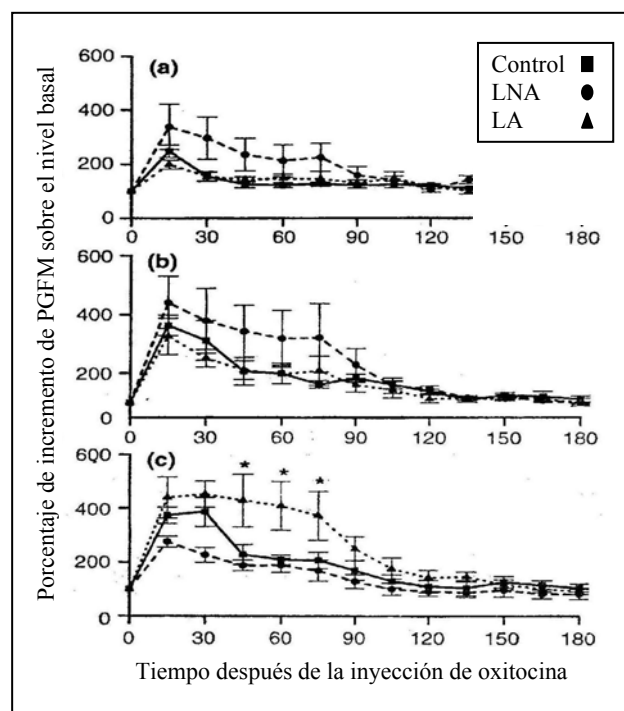 Porcentaje de incremento de PGFM sobre el nivel basal
Control
LNA
LA
(a)
600
400
200
0
0 30 60 90 120 150 180
(b)
600
400
200
0
0 30 60 90 120 150 180
(c)
* * *
600
400
200
0
0 30 60 90 120 150 180
Tiempo después de la inyección de oxitocina